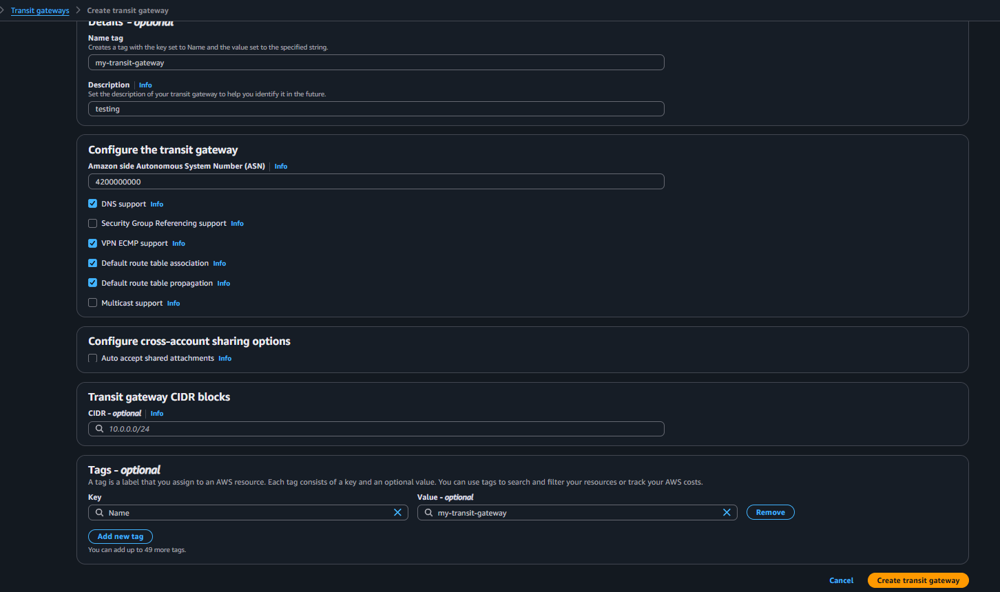 Transit gateways > Create transit gateway
Details - optional
Name tag
Creates a tag with the key set to Name and the value set to the specified string.
my-transit-gateway
Description | Info
Set the description of your transit gateway to help you identify it in the future.
testing
Configure the transit gateway
Amazon side Autonomous System Number (ASN) | Info
4200000000
DNS support Info
Security Group Referencing support Info
VPN ECMP support Info
Default route table association Info
Default route table propagation Info
Multicast support Info
Configure cross-account sharing options
Auto accept shared attachments Info
Transit gateway CIDR blocks
CIDR - optional | Info
10.0.0.0/24
Tags - optional
A tag is a label that you assign to an AWS resource. Each tag consists of a key and an optional value. You can use tags to search and filter your resources or track your AWS costs.
Key Value - optional
Name my-transit-gateway Remove
Add new tag
You can add up to 49 more tags.
Cancel Create transit gateway